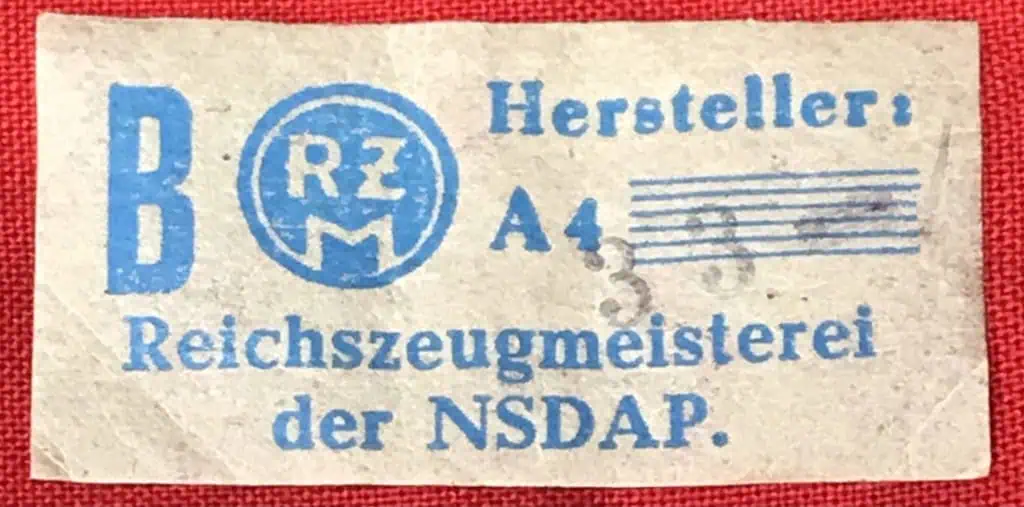 B RZM Hersteller:
A4 33
Reichszeugmeisterei
der NSDAP.